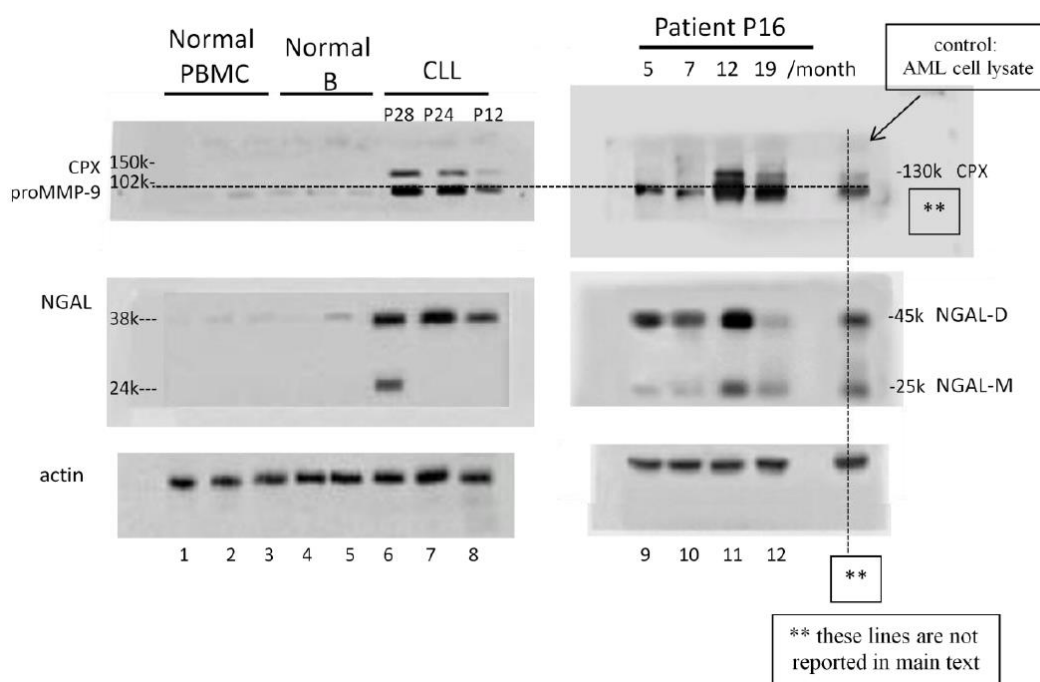 Normal
PBMC
Normal
B
CLL
P28 P24 P12
Patient P16
5 7 12 19 /month
control:
AML cell lysate
CPX
150k-
proMMP-9
102k-
-130k CPX
**
NGAL
38k---
24k---
-45k NGAL-D
-25k NGAL-M
actin
1 2 3 4 5 6 7 8
9 10 11 12
**
** these lines are not
reported in main text